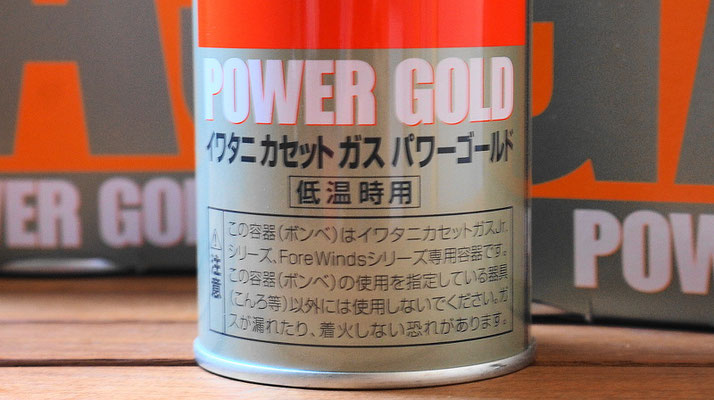 POWER GOLD
イワタニ カセット ガス パワーゴールド
低温時用
⚠注意
この容器(ボンベ)はイワタニカセットガスJr.
シリーズ、ForeWindsシリーズ専用容器です。
この容器(ボンベ)の使用を指定している器具
(こんろ等)以外には使用しないでください。ガ
スが漏れたり、着火しない恐れがあります。
WER GOLD
POW